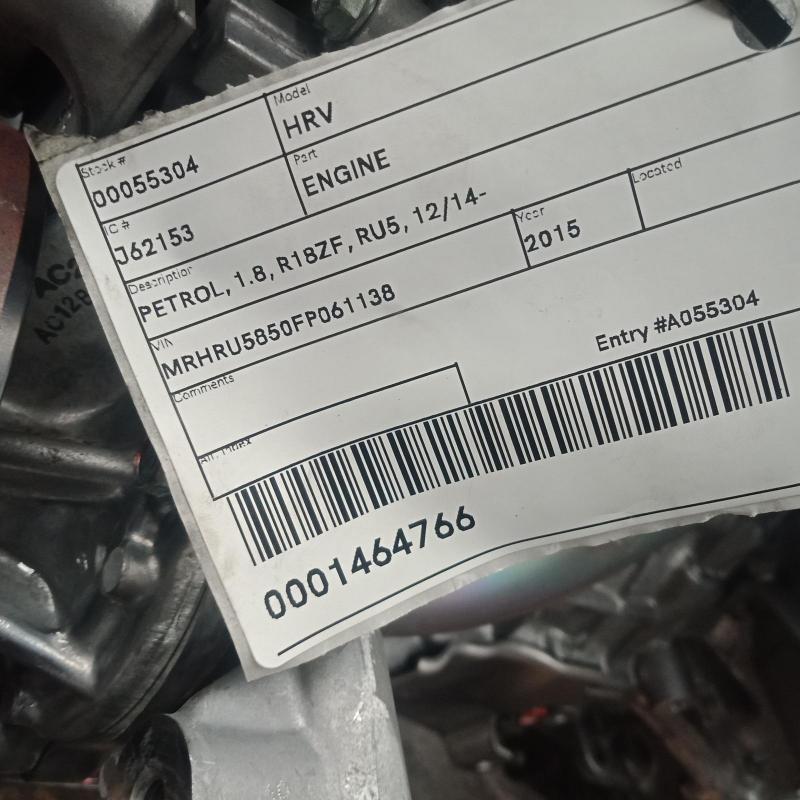 Stock #
00055304
Model
HRV
IC #
J62153
Part
ENGINE
Description
PETROL, 1.8, R18ZF, RU5, 12/14-
Year
2015
Located
VIN
MRHRU5850FP061138
Comments
Entry #A055304
0001464766